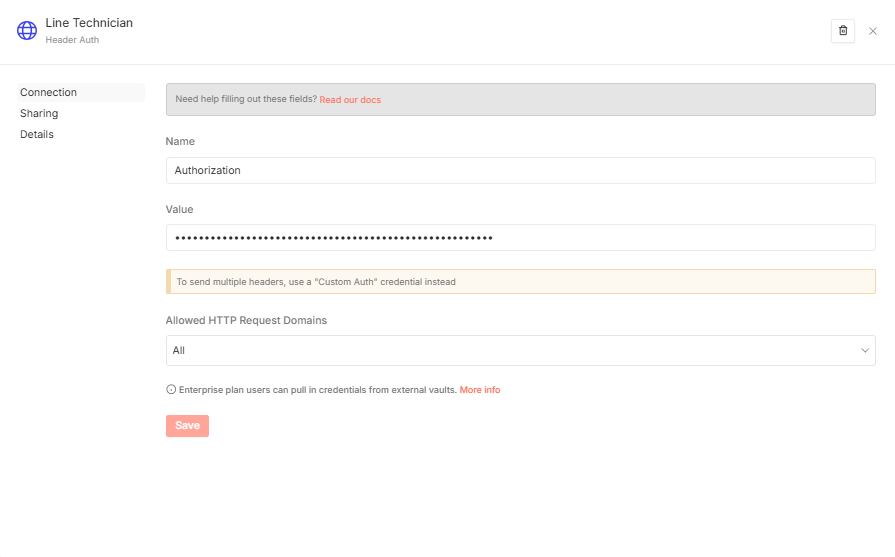 Line Technician
Header Auth
Connection
Sharing
Details
Need help filling out these fields? Read our docs
Name
Authorization
Value
••••••••••••••••••••••••••••••••••••••••••••••••••••••
To send multiple headers, use a "Custom Auth" credential instead
Allowed HTTP Request Domains
All
Enterprise plan users can pull in credentials from external vaults. More info
Save